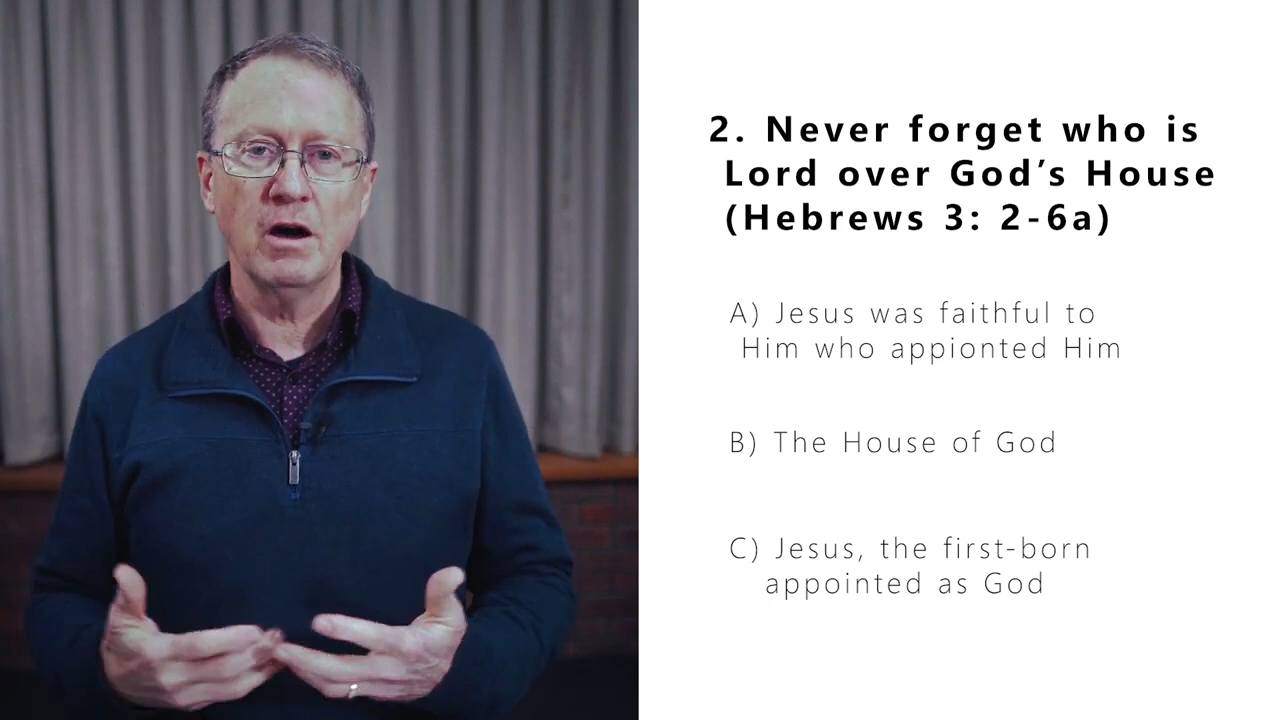 2. Never forget who is
Lord over God's House
(Hebrews 3: 2-6a)
A) Jesus was faithful to
Him who appionted Him
B) The House of God
C) Jesus, the first-born
appointed as God